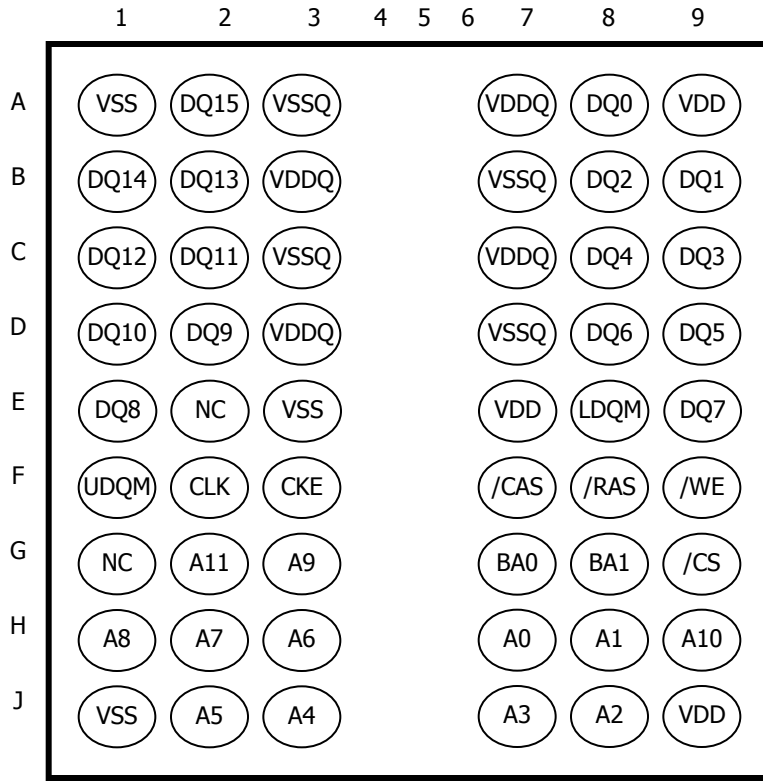 1 2 3 4 5 6 7 8 9
A VSS DQ15 VSSQ VDDQ DQ0 VDD
B DQ14 DQ13 VDDQ VSSQ DQ2 DQ1
C DQ12 DQ11 VSSQ VDDQ DQ4 DQ3
D DQ10 DQ9 VDDQ VSSQ DQ6 DQ5
E DQ8 NC VSS VDD LDQM DQ7
F UDQM CLK CKE /CAS /RAS /WE
G NC A11 A9 BA0 BA1 /CS
H A8 A7 A6 A0 A1 A10
J VSS A5 A4 A3 A2 VDD